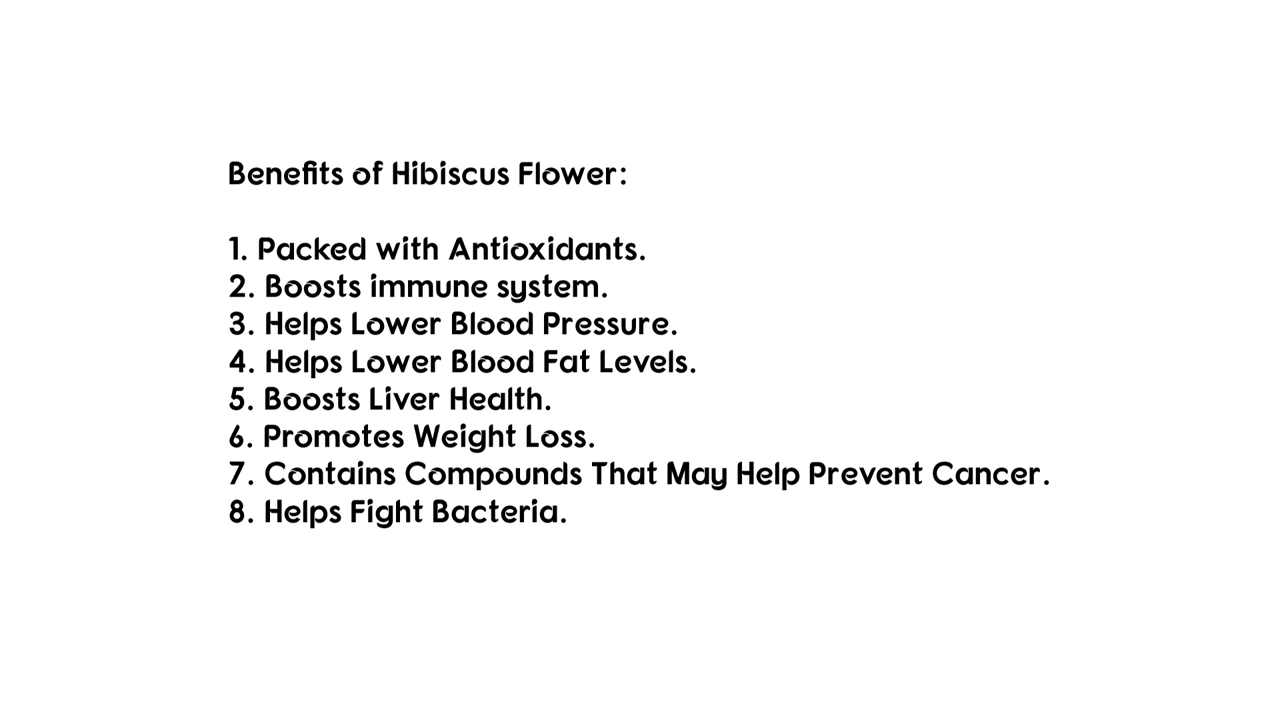 Benefits of Hibiscus Flower:
1. Packed with Antioxidants.
2. Boosts immune system.
3. Helps Lower Blood Pressure.
4. Helps Lower Blood Fat Levels.
5. Boosts Liver Health.
6. Promotes Weight Loss.
7. Contains Compounds That May Help Prevent Cancer.
8. Helps Fight Bacteria.